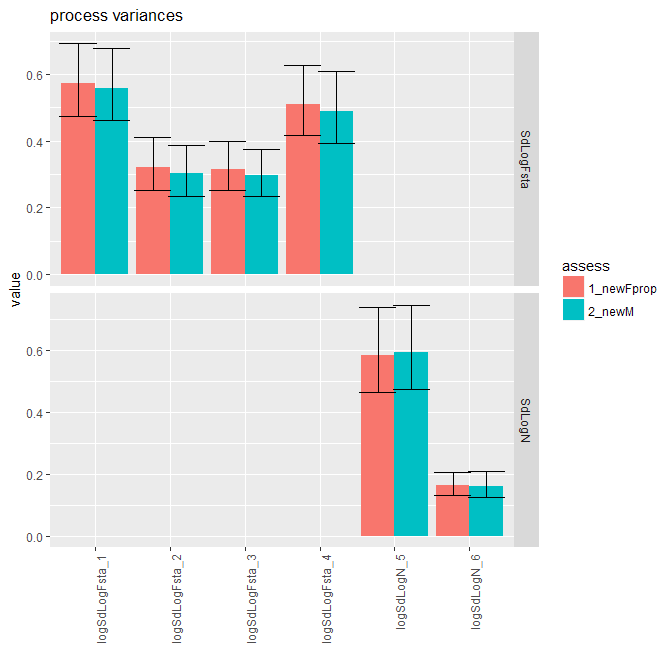 process variances
value
0.6
0.4
0.2
0.0
SdLogFsta
0.6
0.4
0.2
0.0
SdLogN
logSdLogFsta_1
logSdLogFsta_2
logSdLogFsta_3
logSdLogFsta_4
logSdLogN_5
logSdLogN_6
assess
1_newFprop
2_newM